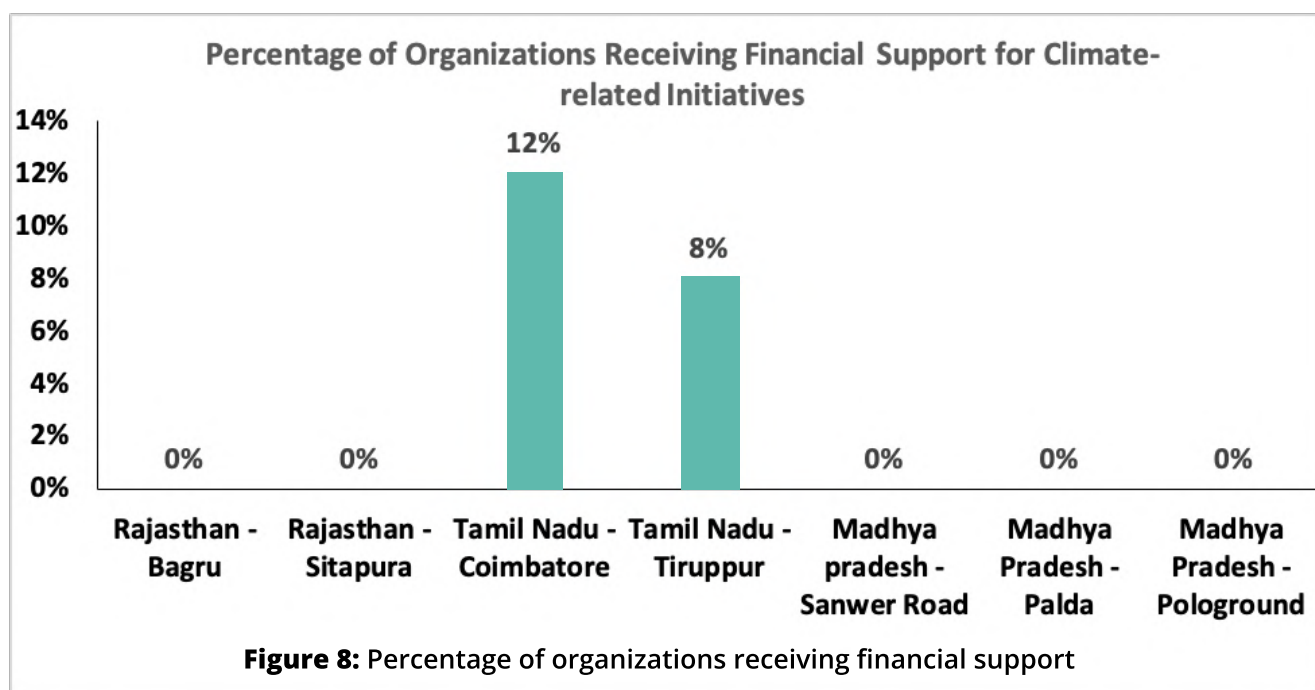 Percentage of Organizations Receiving Financial Support for Climate-
related Initiatives
14%
12%
10%
8%
6%
4%
2%
0%
0%
0%
12%
8%
0%
0%
0%
Rajasthan -
Bagru
Rajasthan -
Sitapura
Tamil Nadu -
Coimbatore
Tamil Nadu -
Tiruppur
Madhya
pradesh -
Sanwer Road
Madhya
Pradesh -
Palda
Madhya
Pradesh -
Pologround
Figure 8: Percentage of organizations receiving financial support